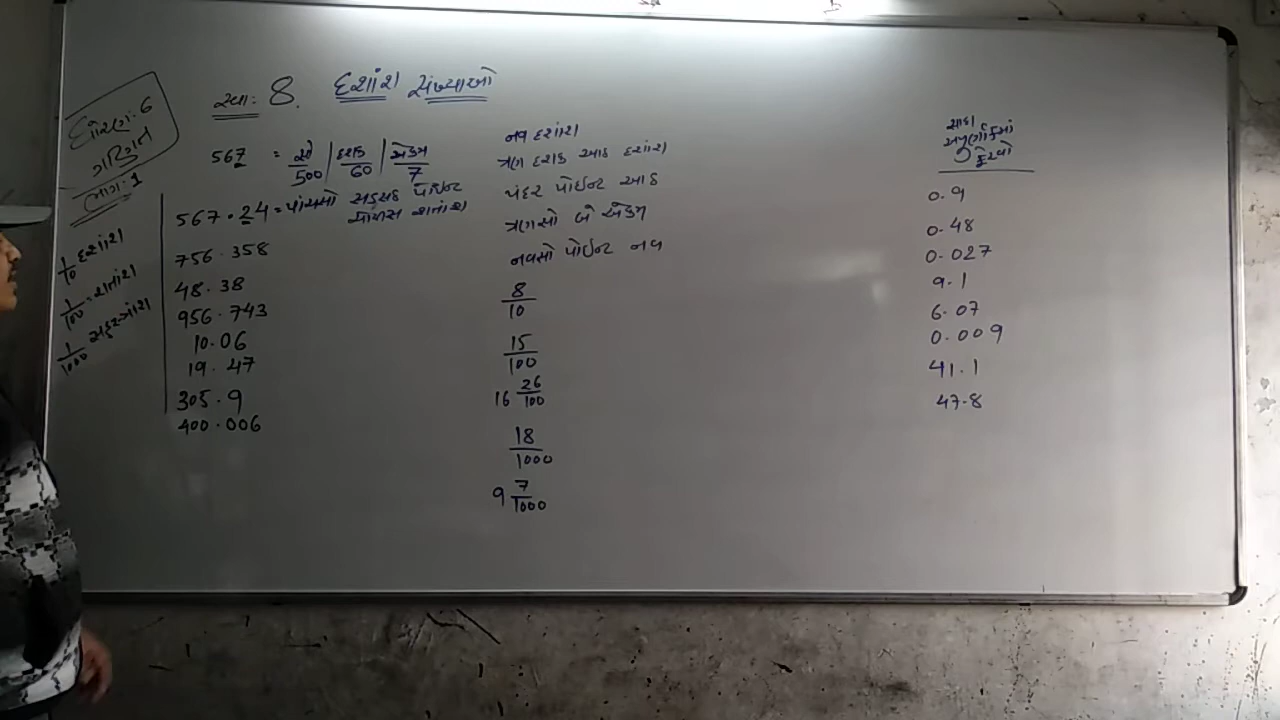 ધોરણ: 6
ગણિત
ભાગ: 1
1/10 દશાંશ
1/100 = શતાંશ
1/1000 સહસ્ત્રાંશ
8. દશાંશ સંખ્યાઓ
567 = સો/500 | દશક/60 | એકમ/7
567.24 = પાંચસો સડસઠ પોઈન્ટ
ચોવીસ શતાંશ
756.358
48.38
956.743
10.06
19.47
305.9
400.006
નવ દશાંશ
ત્રણ દશક આઠ દશાંશ
પંદર પોઈન્ટ આઠ
ત્રણસો બે એકમ
નવસો પોઈન્ટ નવ
8/10
15/100
16 26/100
18/1000
9 7/1000
સાદા
અપૂર્ણાંકમાં
ફેરવો
0.9
0.48
0.027
9.1
6.07
0.009
41.1
47.8